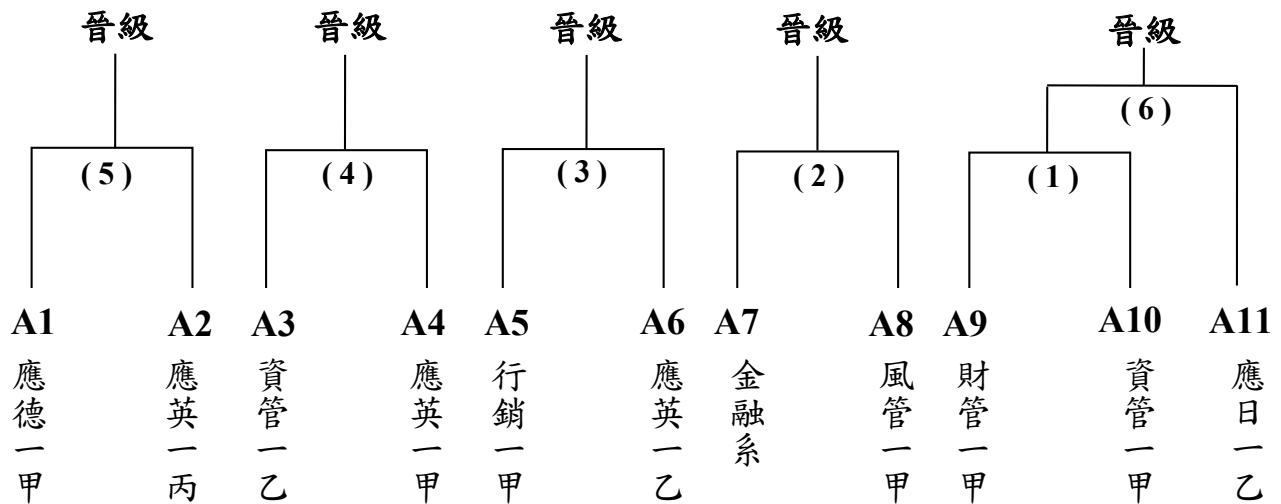 晉級 晉級 晉級 晉級 晉級
(6)
(5) (4) (3) (2) (1)
A1 A2 A3 A4 A5 A6 A7 A8 A9 A10 A11
應德一甲
應英一丙
資管一乙
應英一甲
行銷一甲
應英一乙
金融系
風管一甲
財管一甲
資管一甲
應日一乙